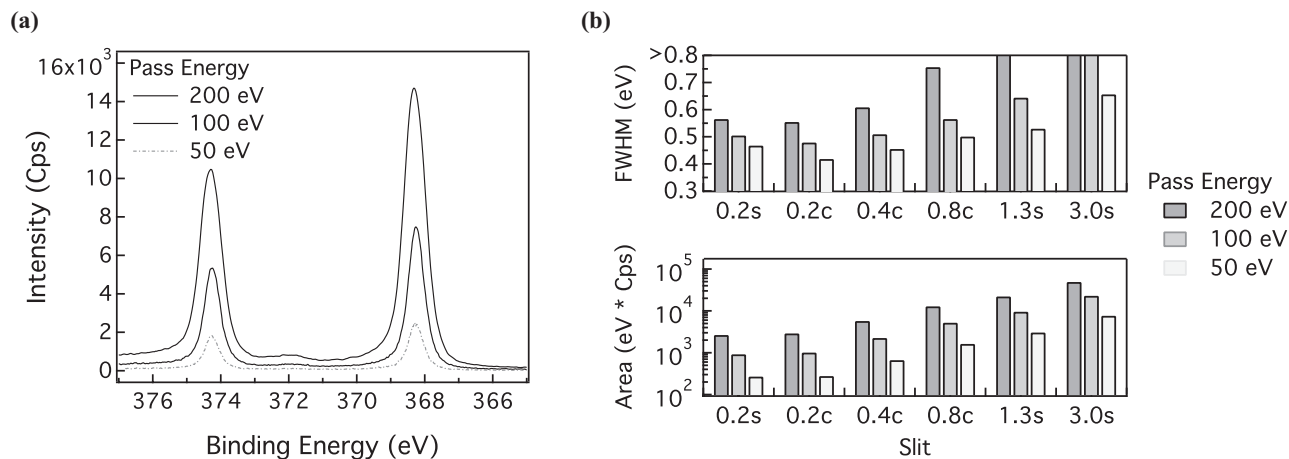 (a)
16x10³
14
12
10
8
6
4
2
0
Intensity (Cps)
Pass Energy
200 eV
100 eV
50 eV
376 374 372 370 368 366
Binding Energy (eV)
(b)
>0.8
0.7
0.6
0.5
0.4
0.3
FWHM (eV)
0.2s 0.2c 0.4c 0.8c 1.3s 3.0s
10⁵
10⁴
10³
10²
Area (eV * Cps)
0.2s 0.2c 0.4c 0.8c 1.3s 3.0s
Slit
Pass Energy
200 eV
100 eV
50 eV